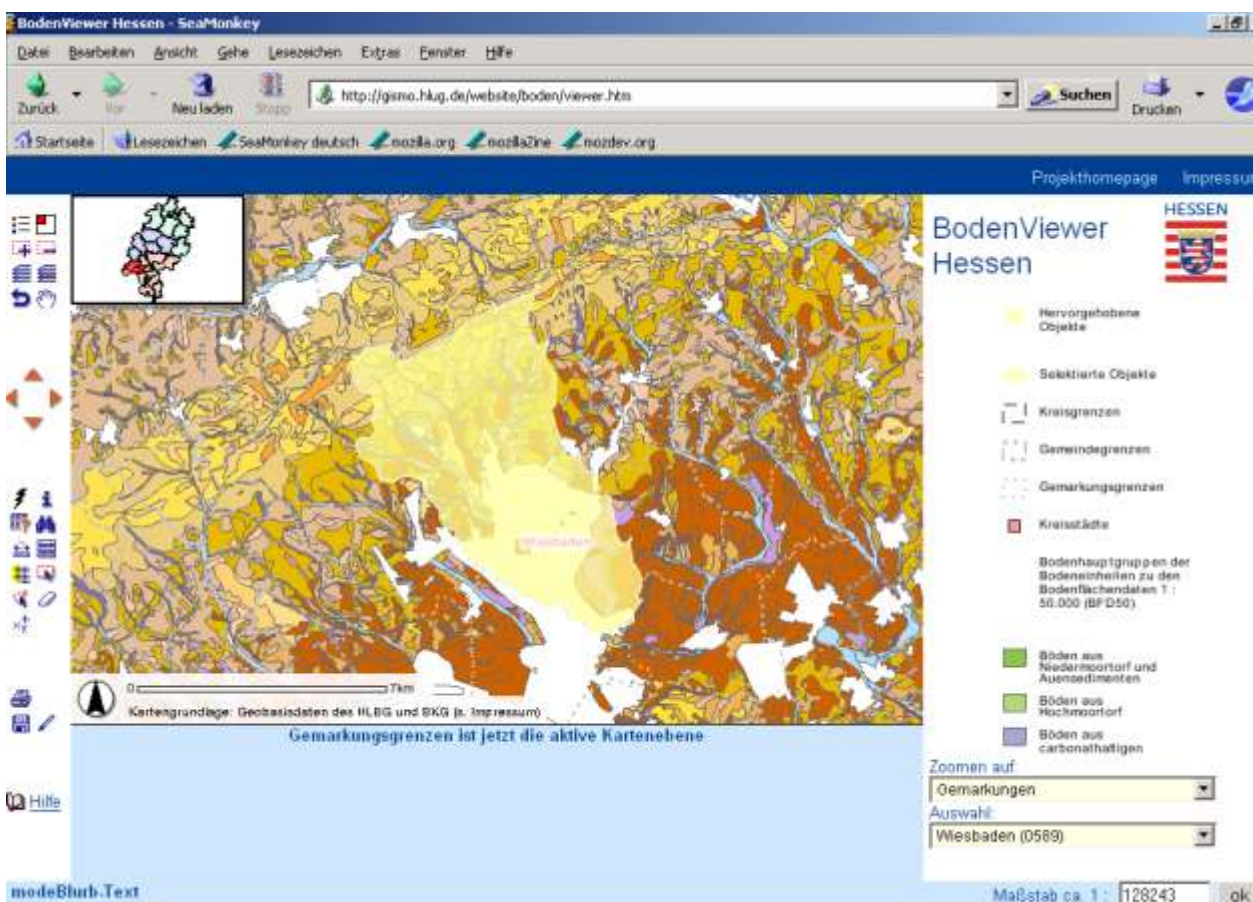 BodenViewer Hessen - SeaMonkey
Datei Bearbeiten Ansicht Gehe Lesezeichen Extras Fenster Hilfe
Zurück Vor Neu laden Stopp http://gismo.hlug.de/website/boden/viewer.htm Suchen Drucken
Startseite Lesezeichen SeaMonkey deutsch mozilla.org mozillaZine mozdev.org
Projekthomepage Impressum
HESSEN
BodenViewer
Hessen
Hervorgehobene
Objekte
Selektierte Objekte
Kreisgrenzen
Gemeindegrenzen
Gemarkungsgrenzen
Kreisstädte
Bodenhauptgruppen der
Bodeneinheiten zu den
Bodenflächendaten 1 :
50.000 (BFD50)
Böden aus
Niedermoortorf und
Auensedimenten
Böden aus
Hochmoortorf
Böden aus
carbonathaltigen
Wiesbaden
0 7km
Kartengrundlage: Geobasisdaten des HLBG und BKG (s. Impressum)
Gemarkungsgrenzen ist jetzt die aktive Kartenebene
Zoomen auf:
Gemarkungen
Auswahl:
Wiesbaden (0589)
Hilfe
modeBlurb.Text
Maßstab ca. 1 : 128243 ok